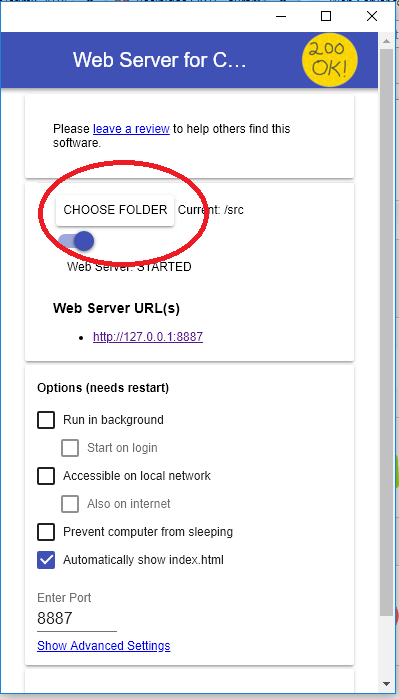 Web Server for C…
200
OK!
Please leave a review to help others find this
software.
CHOOSE FOLDER Current: /src
Web Server: STARTED
Web Server URL(s)
http://127.0.0.1:8887
Options (needs restart)
Run in background
Start on login
Accessible on local network
Also on internet
Prevent computer from sleeping
Automatically show index.html
Enter Port
8887
Show Advanced Settings